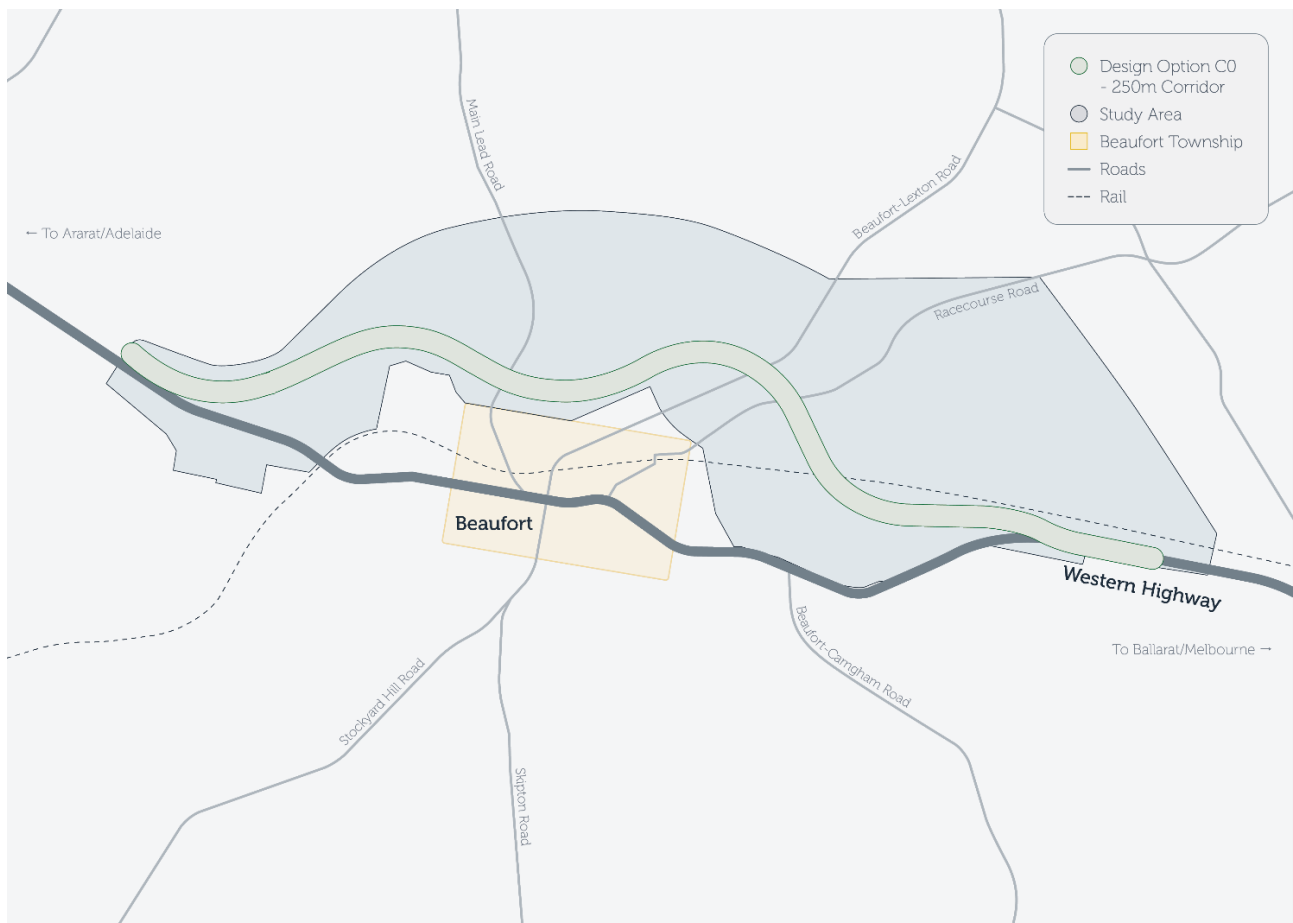 Design Option C0
- 250m Corridor
Study Area
Beaufort Township
Roads
Rail
Main Lead Road
Beaufort-Lexton Road
← To Ararat/Adelaide
Racecourse Road
Beaufort
Western Highway
To Ballarat/Melbourne →
Beaufort-Carngham Road
Stockyard Hill Road
Skipton Road